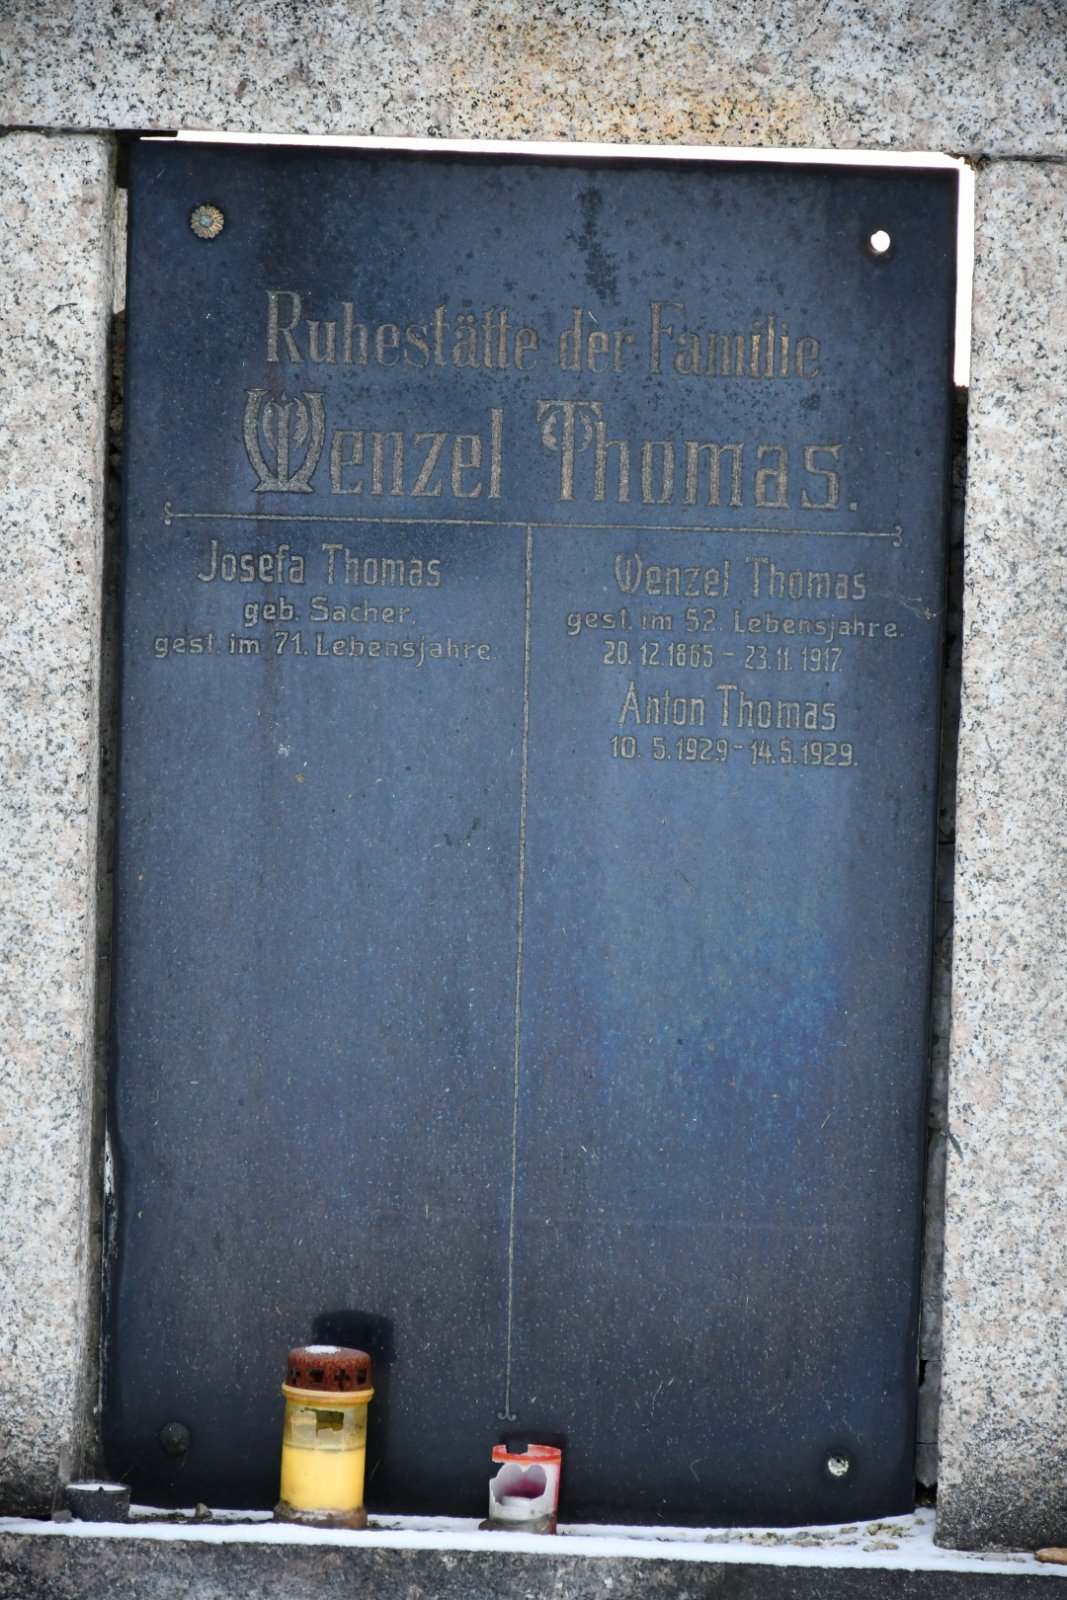 Ruhestätte der Familie
Wenzel Thomas.
Josefa Thomas
geb. Sacher,
gest. im 71. Lebensjahre.
Wenzel Thomas
gest. im 52. Lebensjahre.
20. 12. 1865 - 23. 11. 1917.
Anton Thomas
10. 5. 1929 - 14. 5. 1929.